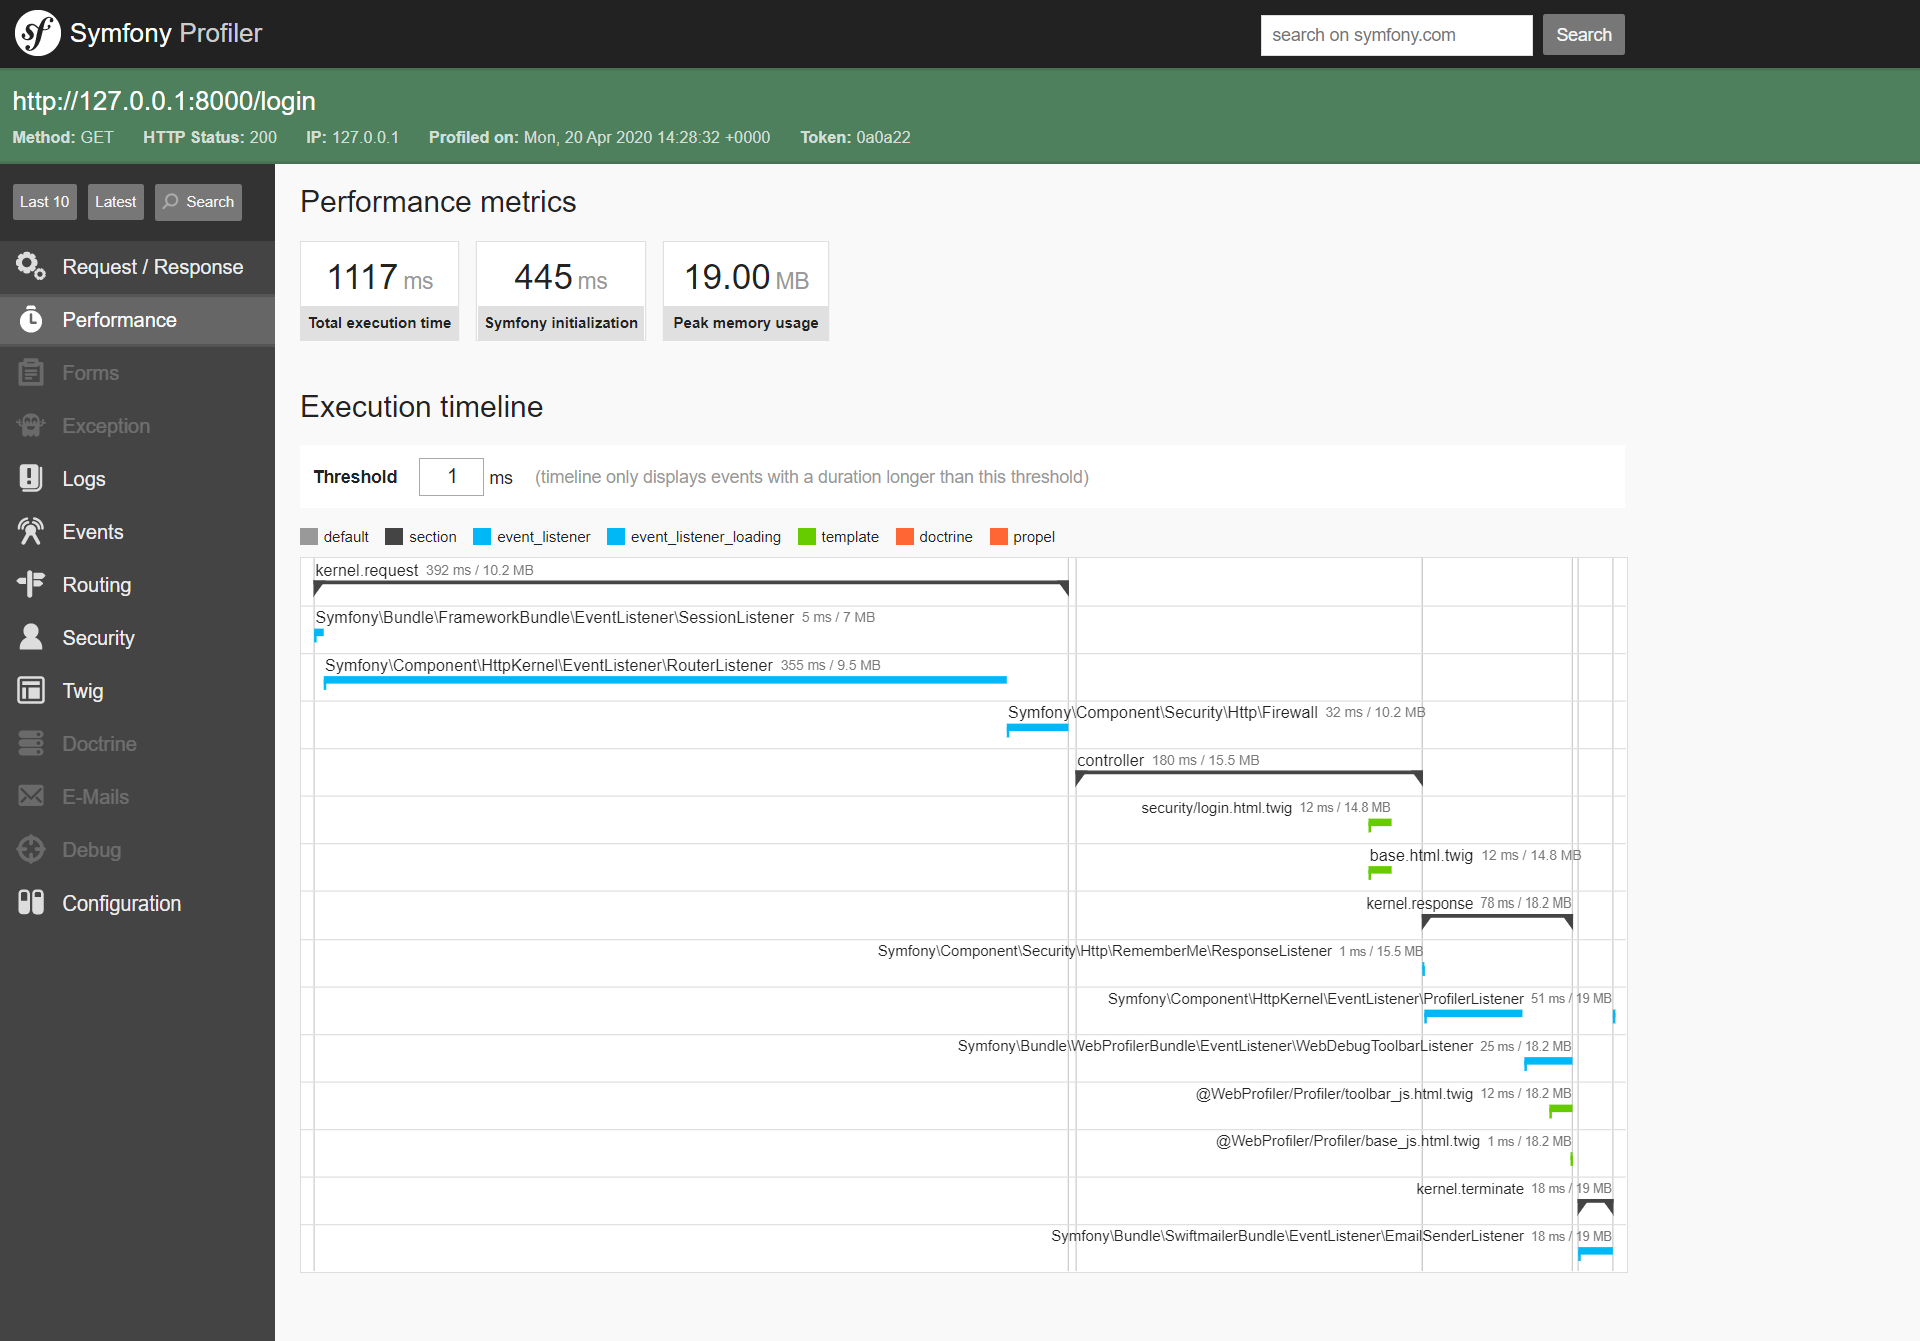 Symfony Profiler
search on symfony.com
Search
http://127.0.0.1:8000/login
Method: GET HTTP Status: 200 IP: 127.0.0.1 Profiled on: Mon, 20 Apr 2020 14:28:32 +0000 Token: 0a0a22
Last 10
Latest
Search
Request / Response
Performance
Forms
Exception
Logs
Events
Routing
Security
Twig
Doctrine
E-Mails
Debug
Configuration
Performance metrics
1117 ms
Total execution time
445 ms
Symfony initialization
19.00 MB
Peak memory usage
Execution timeline
Threshold 1 ms (timeline only displays events with a duration longer than this threshold)
default section event_listener event_listener_loading template doctrine propel
kernel.request 392 ms / 10.2 MB
Symfony\Bundle\FrameworkBundle\EventListener\SessionListener 5 ms / 7 MB
Symfony\Component\HttpKernel\EventListener\RouterListener 355 ms / 9.5 MB
Symfony\Component\Security\Http\Firewall 32 ms / 10.2 MB
controller 180 ms / 15.5 MB
security/login.html.twig 12 ms / 14.8 MB
base.html.twig 12 ms / 14.8 MB
kernel.response 78 ms / 18.2 MB
Symfony\Component\Security\Http\RememberMe\ResponseListener 1 ms / 15.5 MB
Symfony\Component\HttpKernel\EventListener\ProfilerListener 51 ms / 19 MB
Symfony\Bundle\WebProfilerBundle\EventListener\WebDebugToolbarListener 25 ms / 18.2 MB
@WebProfiler/Profiler/toolbar_js.html.twig 12 ms / 18.2 MB
@WebProfiler/Profiler/base_js.html.twig 1 ms / 18.2 MB
kernel.terminate 18 ms / 19 MB
Symfony\Bundle\SwiftmailerBundle\EventListener\EmailSenderListener 18 ms / 19 MB